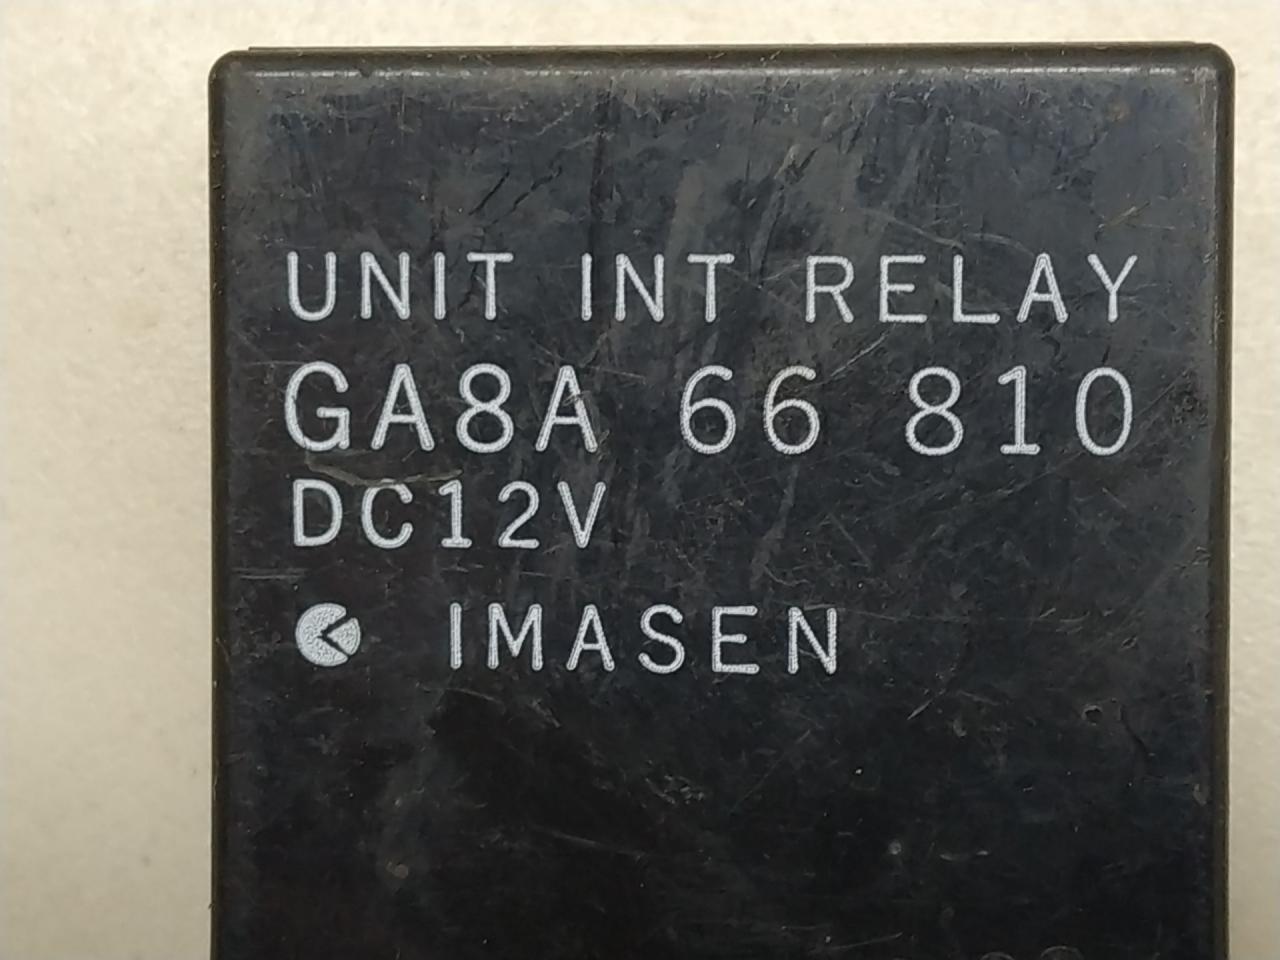 UNIT INT RELAY
GA8A 66 810
DC12V
IMASEN